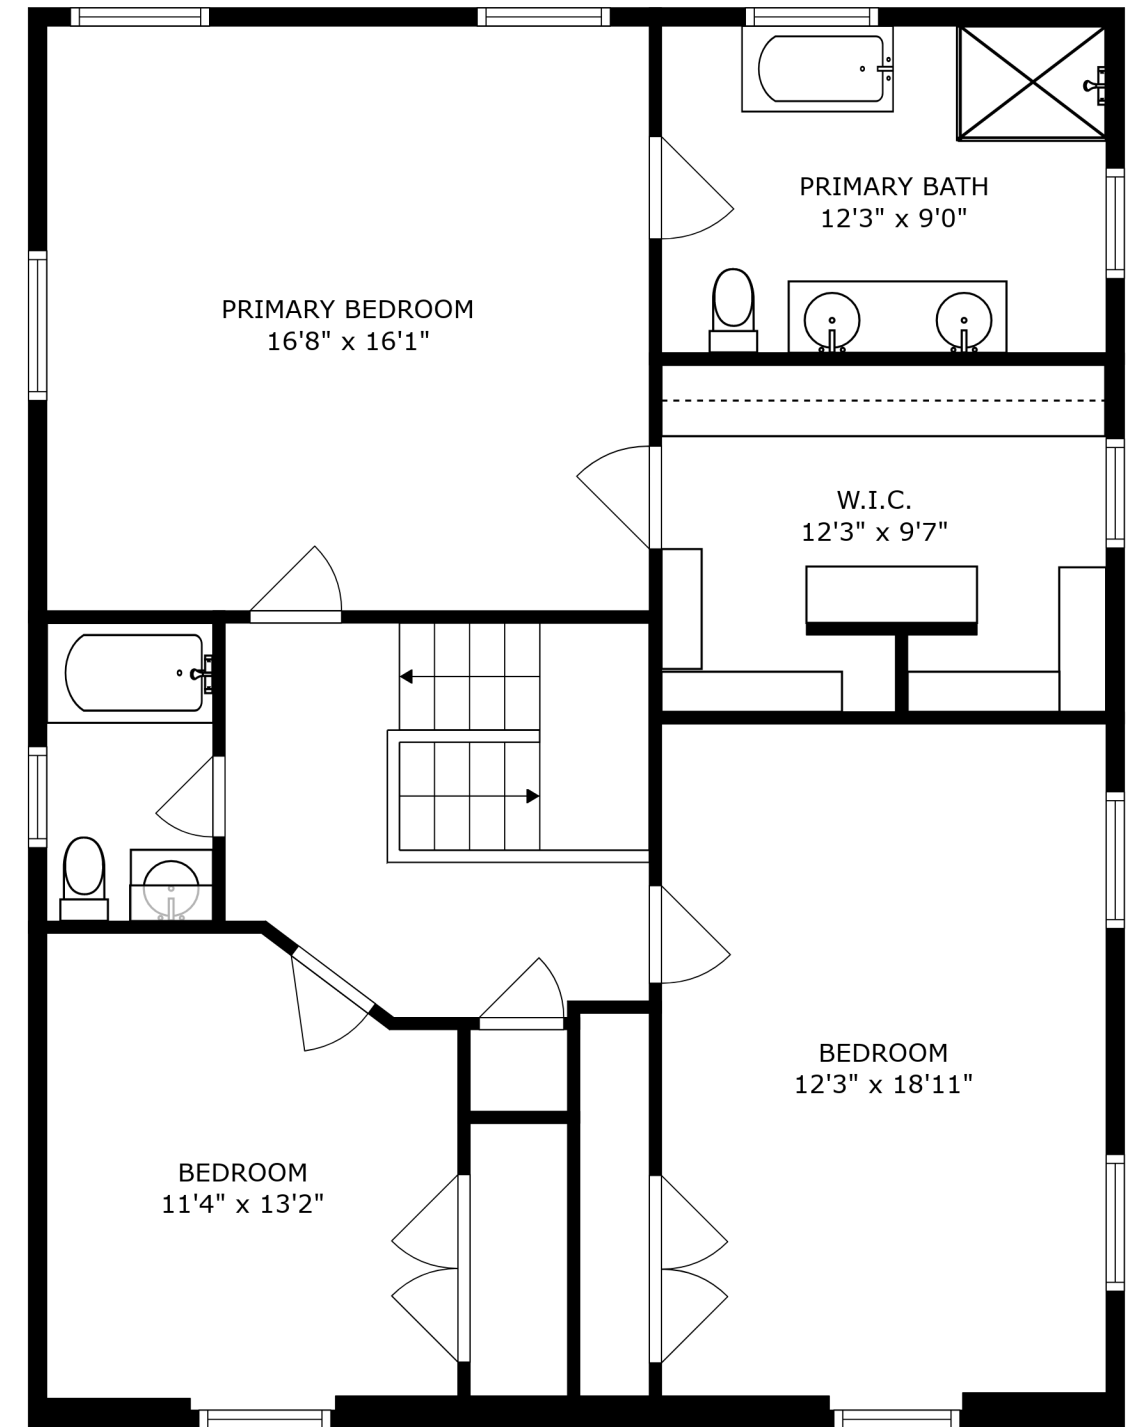 PRIMARY BATH
12'3" x 9'0"
PRIMARY BEDROOM
16'8" x 16'1"
W.I.C.
12'3" x 9'7"
BEDROOM
12'3" x 18'11"
BEDROOM
11'4" x 13'2"